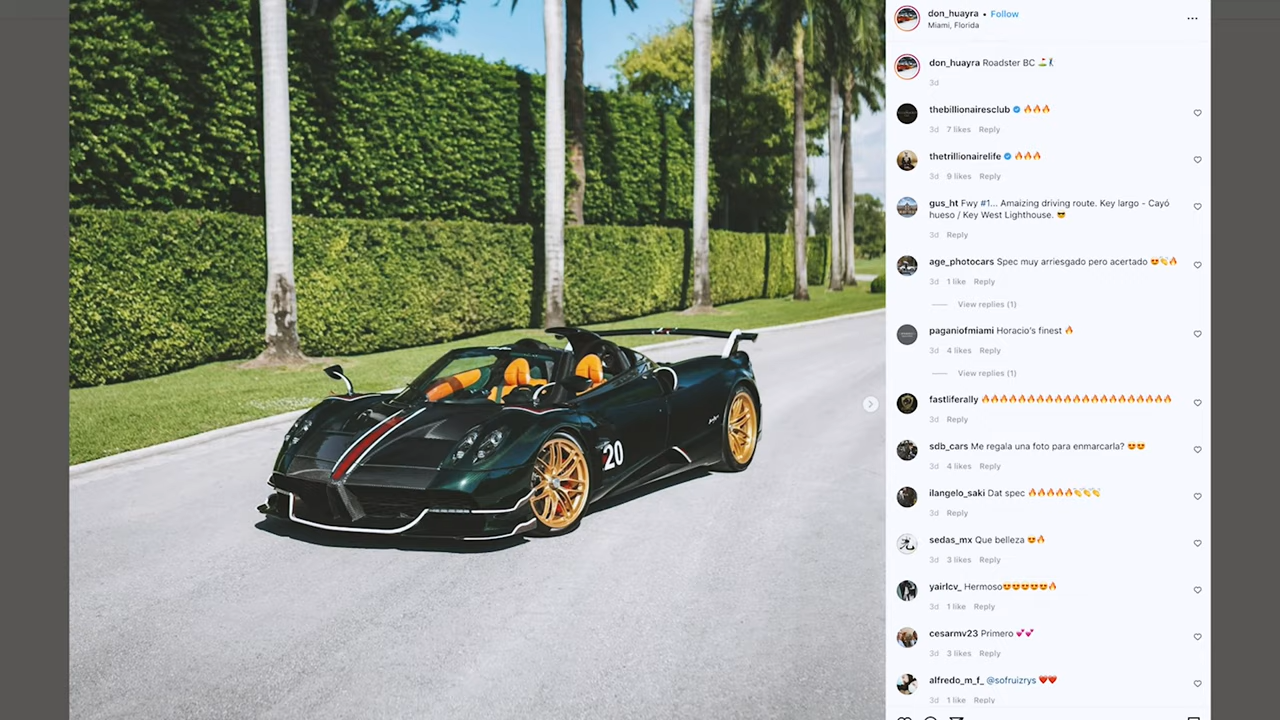 don_huayra • Follow
Miami, Florida
don_huayra Roadster BC ⛳🏌
3d
thebillionairesclub 🔥🔥🔥
3d 7 likes Reply
thetrillionairelife 🔥🔥🔥
3d 9 likes Reply
gus_ht Fwy #1... Amaizing driving route. Key largo - Cayó
hueso / Key West Lighthouse. 😎
3d Reply
age_photocars Spec muy arriesgado pero acertado 😍👏🔥
3d 1 like Reply
View replies (1)
paganiofmiami Horacio's finest 🔥
3d 4 likes Reply
View replies (1)
fastliferally 🔥🔥🔥🔥🔥🔥🔥🔥🔥🔥🔥🔥🔥🔥🔥🔥🔥🔥🔥🔥🔥
3d Reply
sdb_cars Me regala una foto para enmarcarla? 😍😍
3d 4 likes Reply
ilangelo_saki Dat spec 🔥🔥🔥🔥🔥👏👏👏
3d Reply
sedas_mx Que belleza 😍🔥
3d 3 likes Reply
yairlcv_ Hermoso😍😍😍😍😍🔥
3d 1 like Reply
cesarmv23 Primero 💕💕
3d 3 likes Reply
alfredo_m_f_ @sofruizrys ❤️❤️
3d 1 like Reply
20